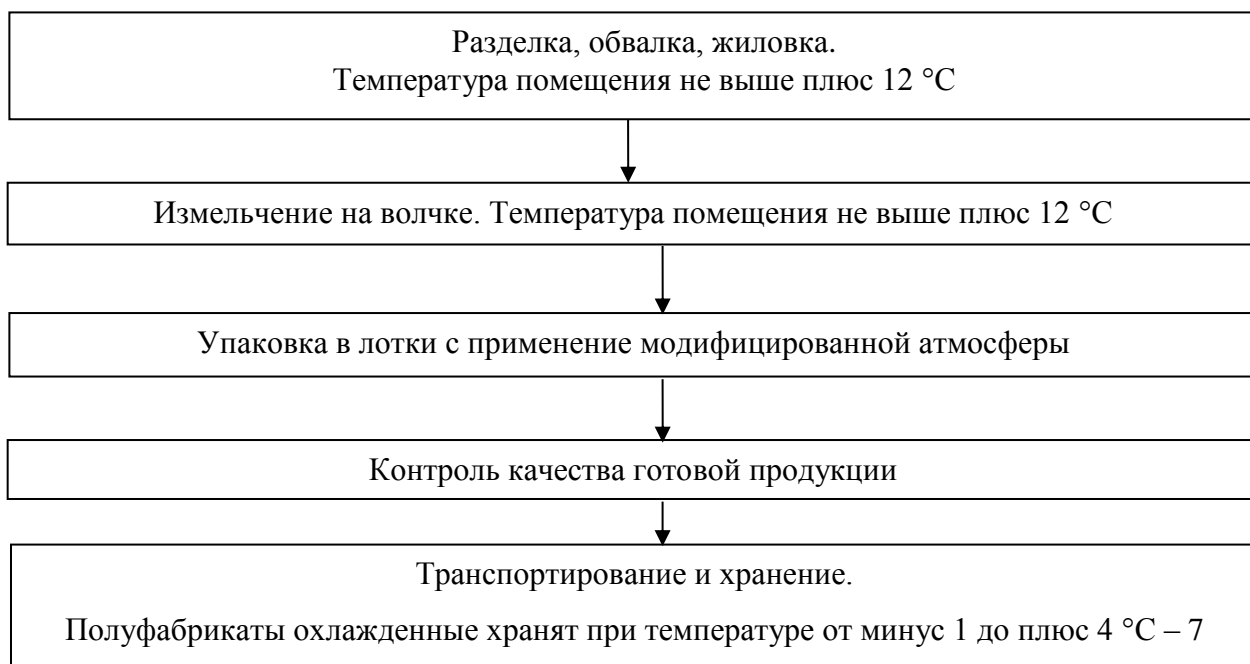 Разделка, обвалка, жиловка.
Температура помещения не выше плюс 12 °С
Измельчение на волчке. Температура помещения не выше плюс 12 °С
Упаковка в лотки с применение модифицированной атмосферы
Контроль качества готовой продукции
Транспортирование и хранение.
Полуфабрикаты охлажденные хранят при температуре от минус 1 до плюс 4 °С – 7